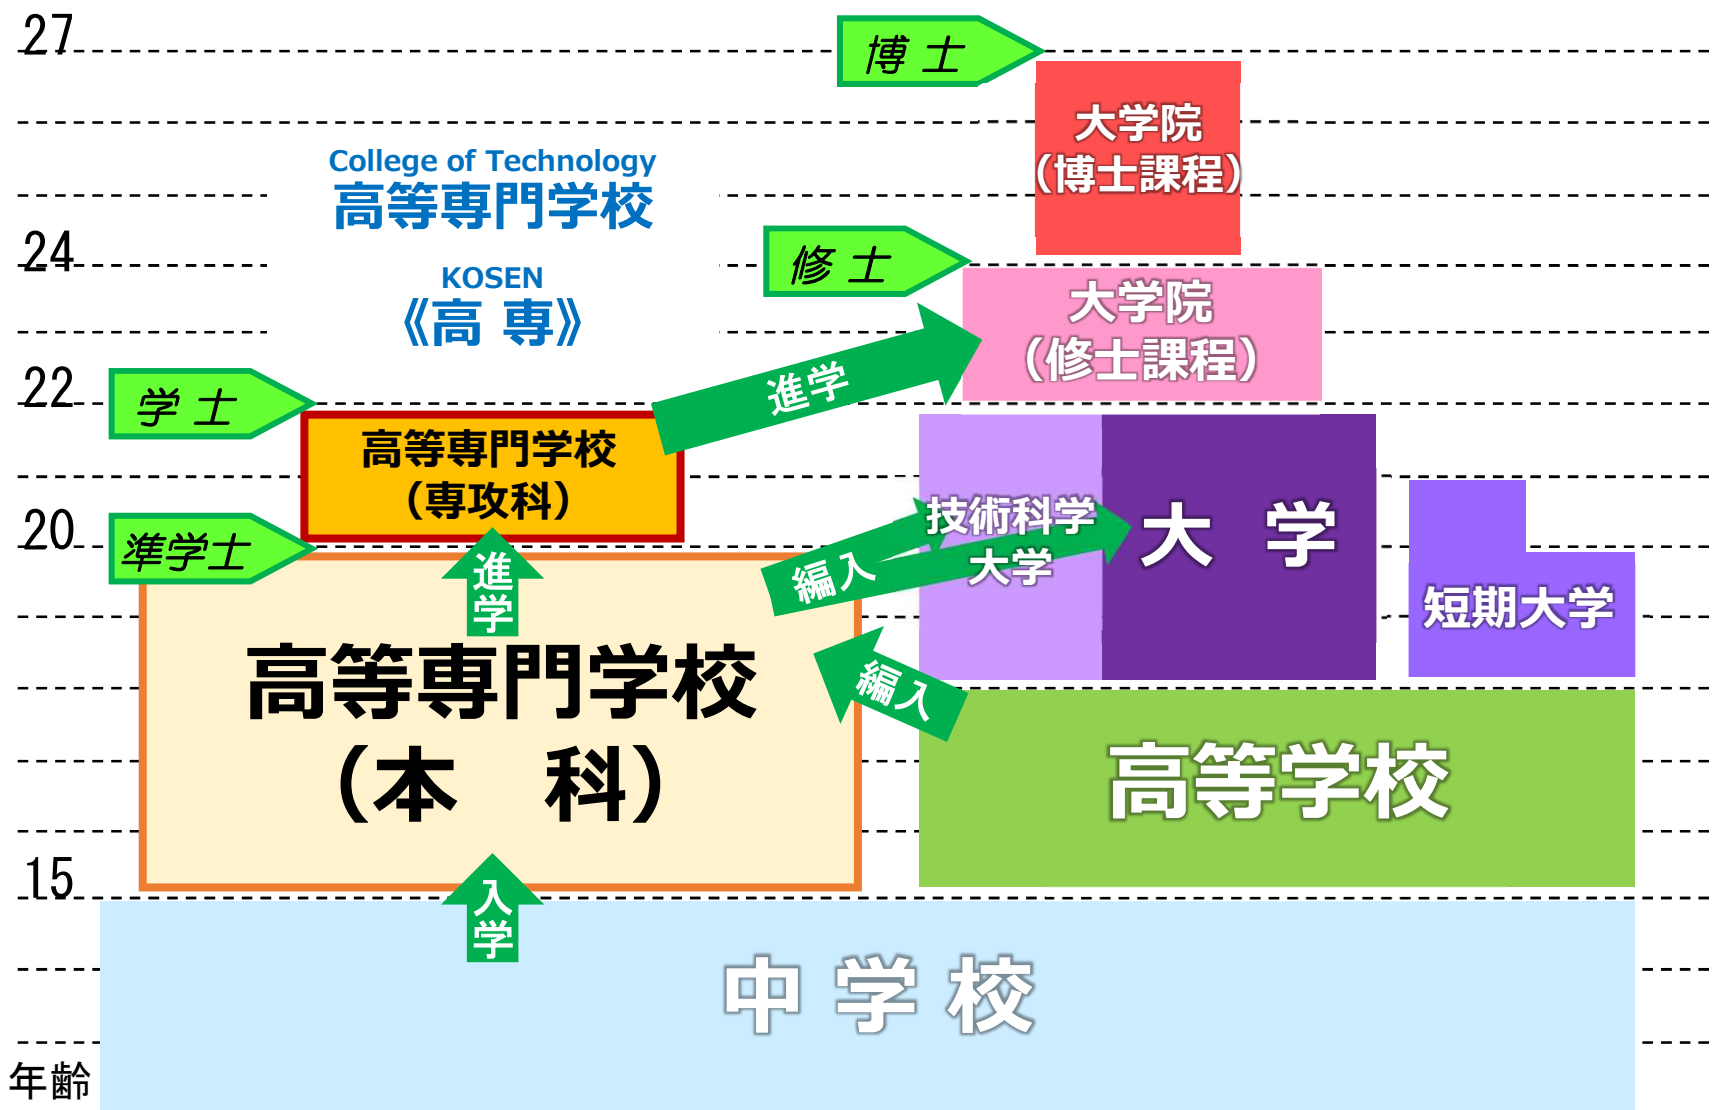 27
博 士
大学院
（博士課程）
College of Technology
高等専門学校
24
修 士
KOSEN
《高 専》
大学院
（修士課程）
進学
22
学 士
高等専門学校
（専攻科）
20
準学士
進学
編入
技術科学
大学
大 学
短期大学
高等専門学校
（本 科）
編入
高等学校
15
入学
中 学 校
年齢